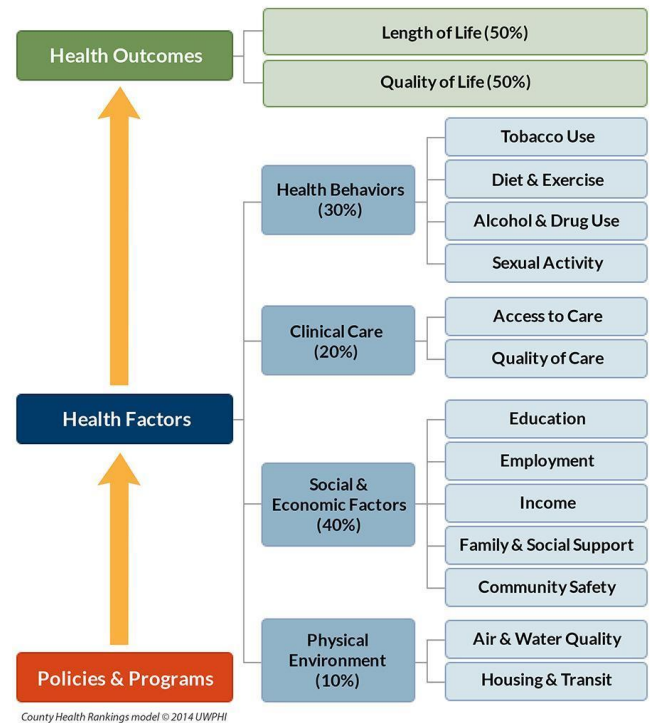 Health Outcomes
Length of Life (50%)
Quality of Life (50%)
Health Factors
Health Behaviors
(30%)
Tobacco Use
Diet & Exercise
Alcohol & Drug Use
Sexual Activity
Clinical Care
(20%)
Access to Care
Quality of Care
Social &
Economic Factors
(40%)
Education
Employment
Income
Family & Social Support
Community Safety
Physical
Environment
(10%)
Air & Water Quality
Housing & Transit
Policies & Programs
County Health Rankings model © 2014 UWPHI